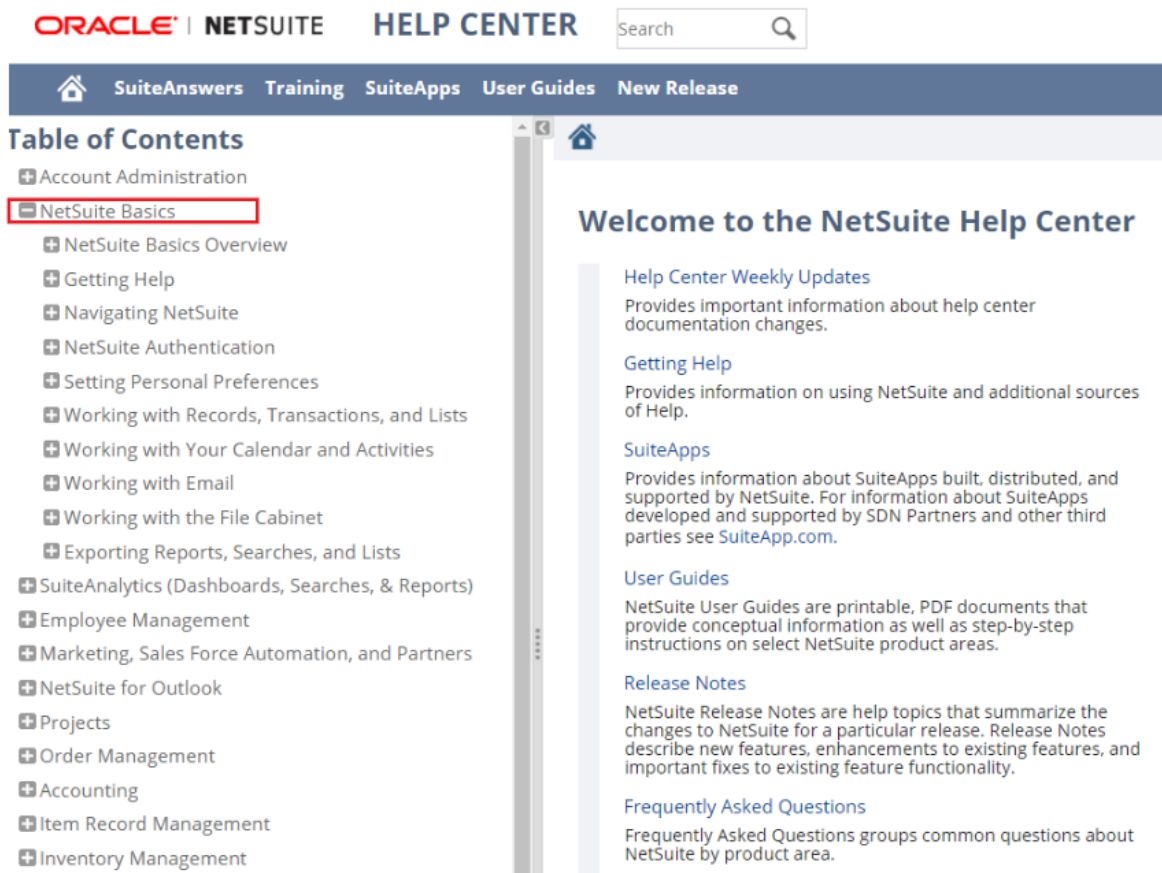 ORACLE | NETSUITE HELP CENTER Search
SuiteAnswers Training SuiteApps User Guides New Release
Table of Contents
Account Administration
NetSuite Basics
NetSuite Basics Overview
Getting Help
Navigating NetSuite
NetSuite Authentication
Setting Personal Preferences
Working with Records, Transactions, and Lists
Working with Your Calendar and Activities
Working with Email
Working with the File Cabinet
Exporting Reports, Searches, and Lists
SuiteAnalytics (Dashboards, Searches, & Reports)
Employee Management
Marketing, Sales Force Automation, and Partners
NetSuite for Outlook
Projects
Order Management
Accounting
Item Record Management
Inventory Management
Welcome to the NetSuite Help Center
Help Center Weekly Updates
Provides important information about help center
documentation changes.
Getting Help
Provides information on using NetSuite and additional sources
of Help.
SuiteApps
Provides information about SuiteApps built, distributed, and
supported by NetSuite. For information about SuiteApps
developed and supported by SDN Partners and other third
parties see SuiteApp.com.
User Guides
NetSuite User Guides are printable, PDF documents that
provide conceptual information as well as step-by-step
instructions on select NetSuite product areas.
Release Notes
NetSuite Release Notes are help topics that summarize the
changes to NetSuite for a particular release. Release Notes
describe new features, enhancements to existing features, and
important fixes to existing feature functionality.
Frequently Asked Questions
Frequently Asked Questions groups common questions about
NetSuite by product area.